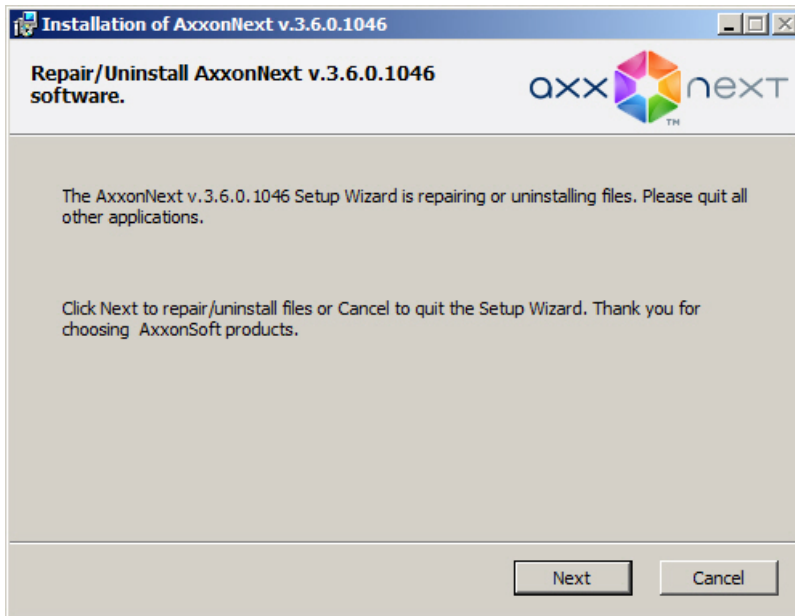 Installation of AxxonNext v.3.6.0.1046
Repair/Uninstall AxxonNext v.3.6.0.1046
software.
axx next
TM
The AxxonNext v.3.6.0.1046 Setup Wizard is repairing or uninstalling files. Please quit all
other applications.
Click Next to repair/uninstall files or Cancel to quit the Setup Wizard. Thank you for
choosing AxxonSoft products.
Next
Cancel